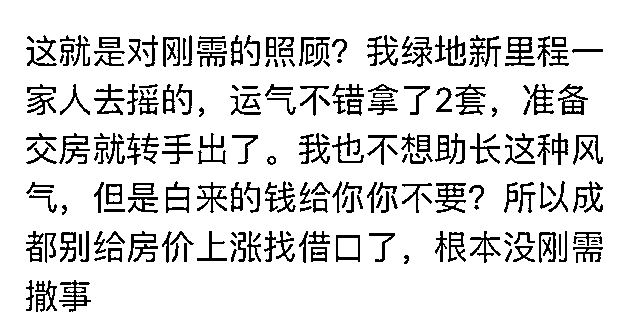 这就是对刚需的照顾？我绿地新里程一
家人去摇的，运气不错拿了2套，准备
交房就转手出了。我也不想助长这种风
气，但是白来的钱给你你不要？所以成
都别给房价上涨找借口了，根本没刚需
撒事